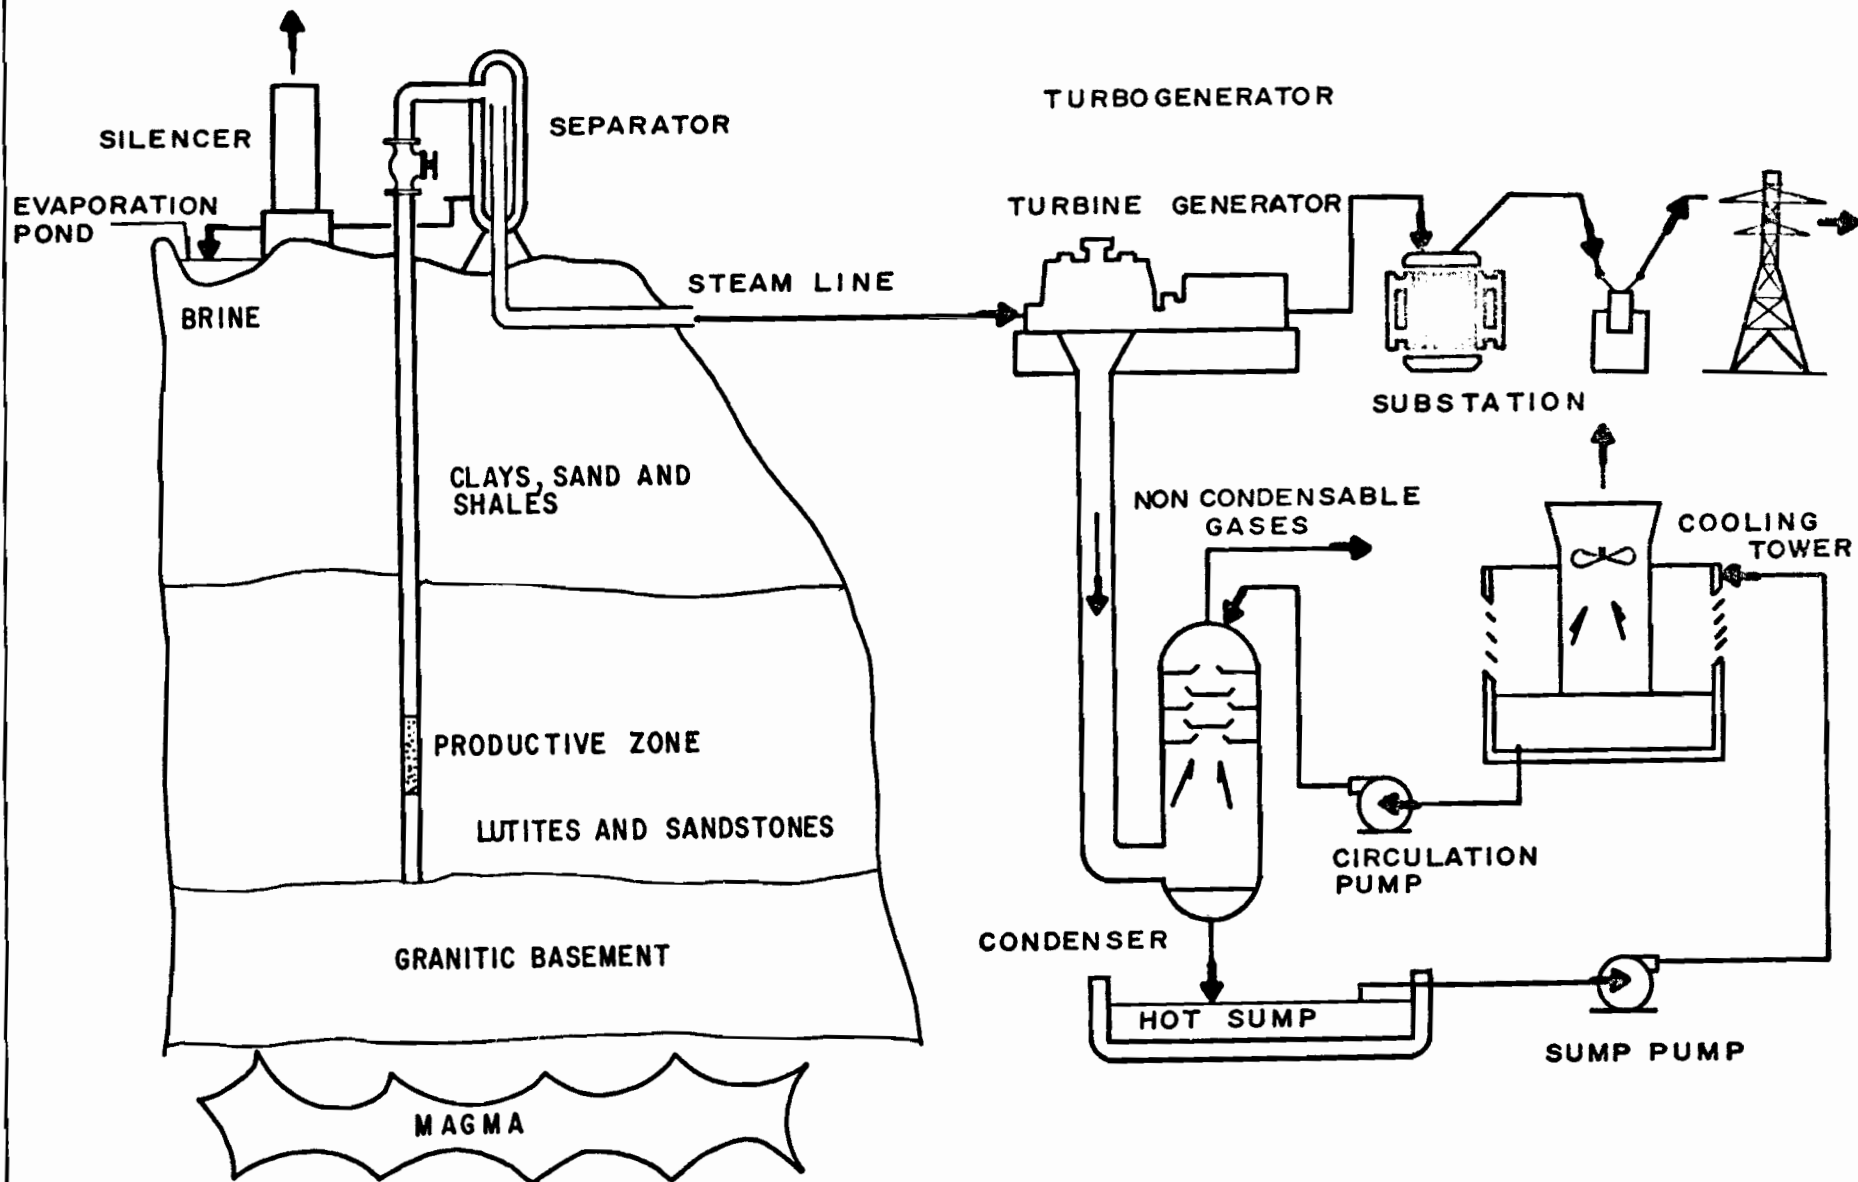 TURBOGENERATOR
SILENCER
SEPARATOR
EVAPORATION
POND
TURBINE GENERATOR
STEAM LINE
BRINE
SUBSTATION
CLAYS, SAND AND
SHALES
NON CONDENSABLE
GASES
COOLING
TOWER
PRODUCTIVE ZONE
LUTITES AND SANDSTONES
CIRCULATION
PUMP
CONDENSER
GRANITIC BASEMENT
HOT SUMP
SUMP PUMP
MAGMA